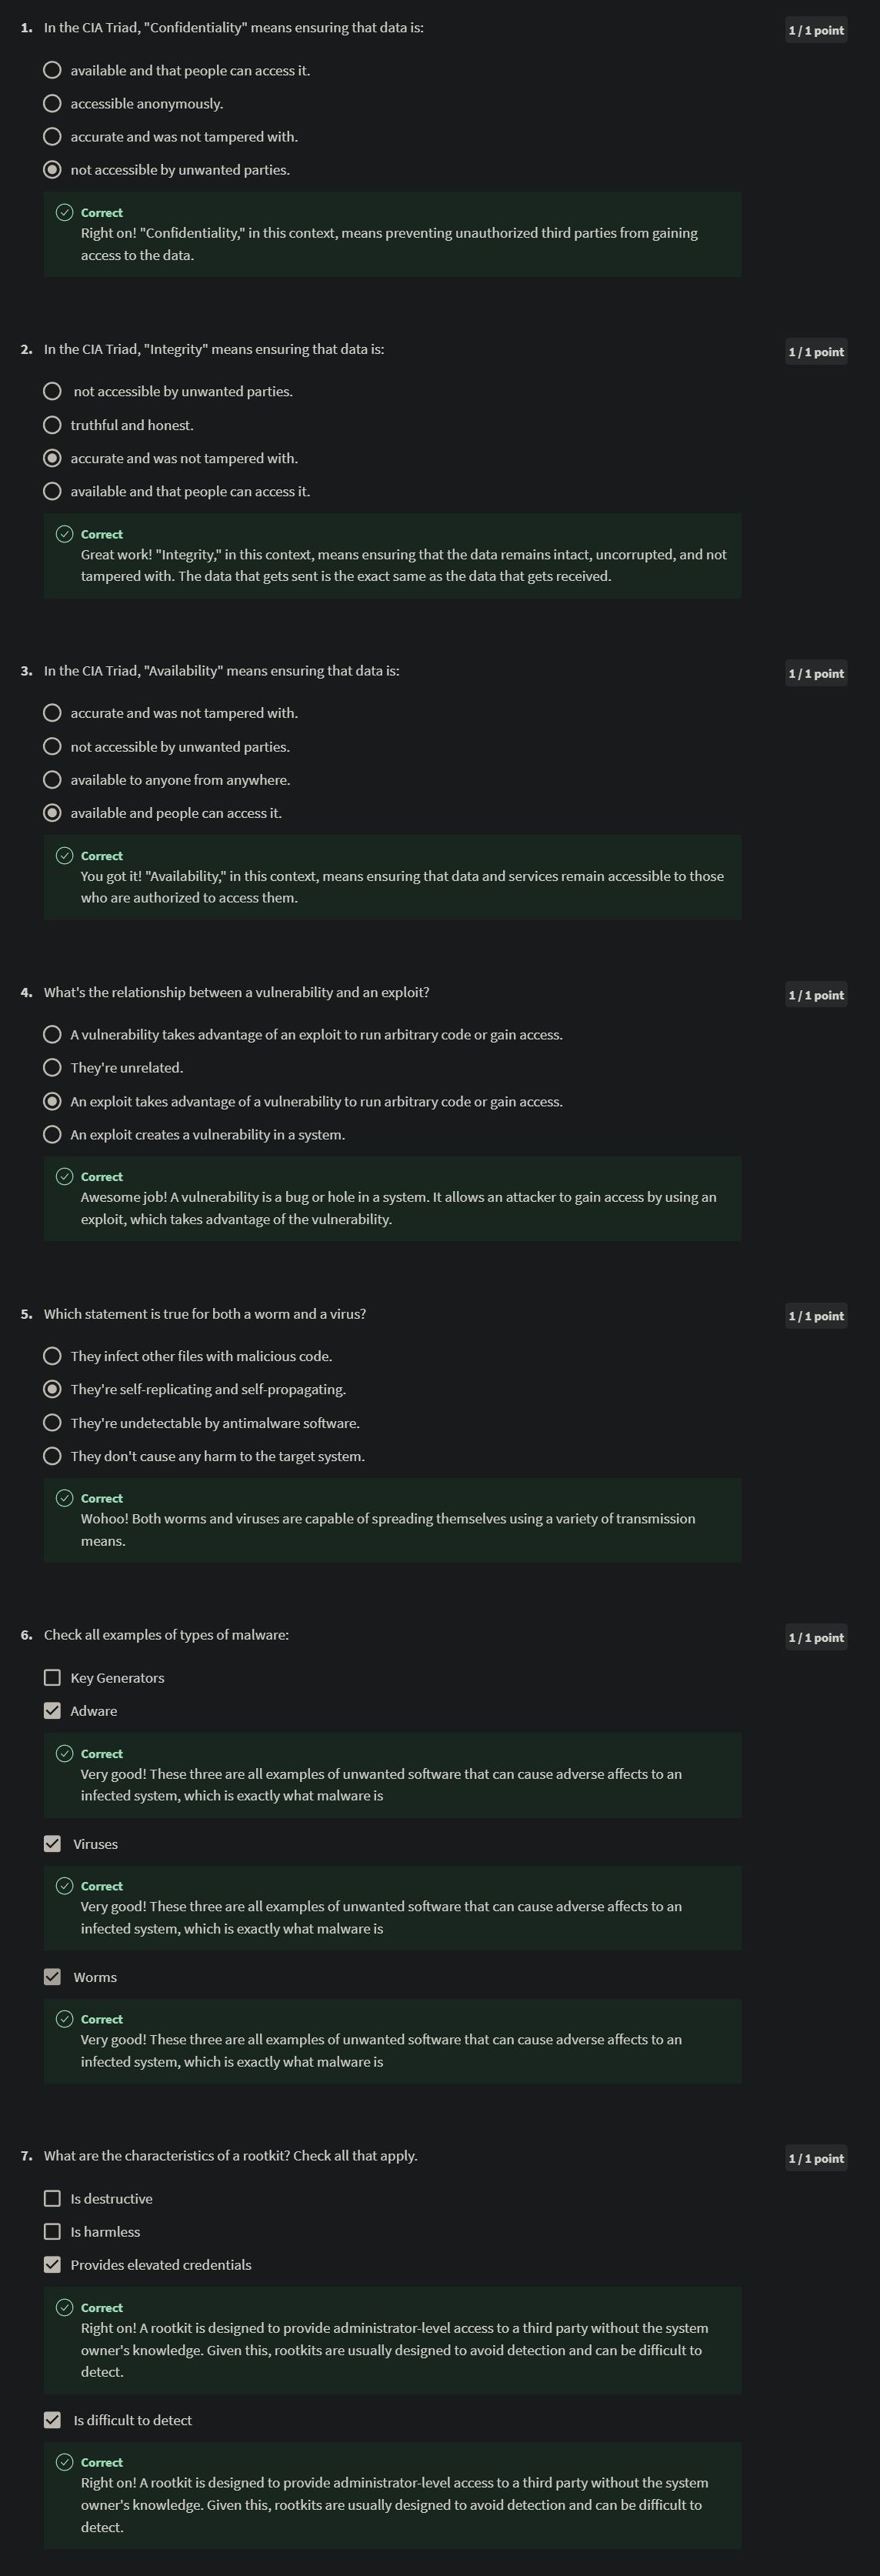 1. In the CIA Triad, "Confidentiality" means ensuring that data is:
1 / 1 point
available and that people can access it.
accessible anonymously.
accurate and was not tampered with.
not accessible by unwanted parties.
Correct
Right on! "Confidentiality," in this context, means preventing unauthorized third parties from gaining
access to the data.
2. In the CIA Triad, "Integrity" means ensuring that data is:
1 / 1 point
not accessible by unwanted parties.
truthful and honest.
accurate and was not tampered with.
available and that people can access it.
Correct
Great work! "Integrity," in this context, means ensuring that the data remains intact, uncorrupted, and not
tampered with. The data that gets sent is the exact same as the data that gets received.
3. In the CIA Triad, "Availability" means ensuring that data is:
1 / 1 point
accurate and was not tampered with.
not accessible by unwanted parties.
available to anyone from anywhere.
available and people can access it.
Correct
You got it! "Availability," in this context, means ensuring that data and services remain accessible to those
who are authorized to access them.
4. What's the relationship between a vulnerability and an exploit?
1 / 1 point
A vulnerability takes advantage of an exploit to run arbitrary code or gain access.
They're unrelated.
An exploit takes advantage of a vulnerability to run arbitrary code or gain access.
An exploit creates a vulnerability in a system.
Correct
Awesome job! A vulnerability is a bug or hole in a system. It allows an attacker to gain access by using an
exploit, which takes advantage of the vulnerability.
5. Which statement is true for both a worm and a virus?
1 / 1 point
They infect other files with malicious code.
They're self-replicating and self-propagating.
They're undetectable by antimalware software.
They don't cause any harm to the target system.
Correct
Wohoo! Both worms and viruses are capable of spreading themselves using a variety of transmission
means.
6. Check all examples of types of malware:
1 / 1 point
Key Generators
Adware
Correct
Very good! These three are all examples of unwanted software that can cause adverse affects to an
infected system, which is exactly what malware is
Viruses
Correct
Very good! These three are all examples of unwanted software that can cause adverse affects to an
infected system, which is exactly what malware is
Worms
Correct
Very good! These three are all examples of unwanted software that can cause adverse affects to an
infected system, which is exactly what malware is
7. What are the characteristics of a rootkit? Check all that apply.
1 / 1 point
Is destructive
Is harmless
Provides elevated credentials
Correct
Right on! A rootkit is designed to provide administrator-level access to a third party without the system
owner's knowledge. Given this, rootkits are usually designed to avoid detection and can be difficult to
detect.
Is difficult to detect
Correct
Right on! A rootkit is designed to provide administrator-level access to a third party without the system
owner's knowledge. Given this, rootkits are usually designed to avoid detection and can be difficult to
detect.